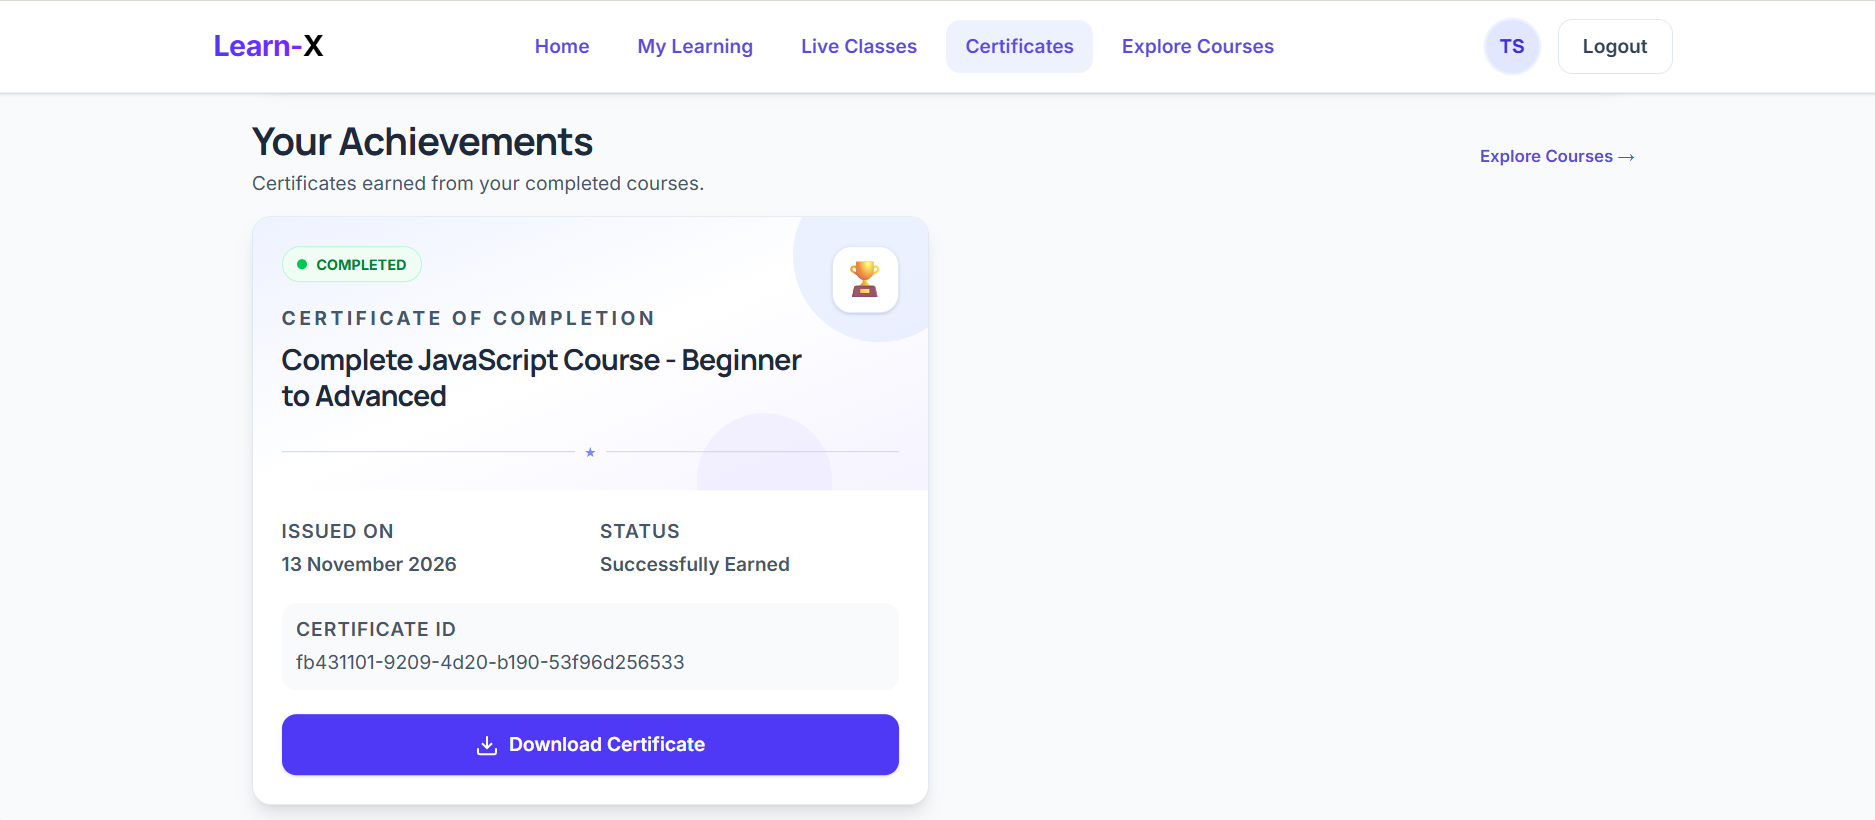 Learn-X
Home
My Learning
Live Classes
Certificates
Explore Courses
TS
Logout
Your Achievements
Certificates earned from your completed courses.
Explore Courses →
COMPLETED
CERTIFICATE OF COMPLETION
Complete JavaScript Course - Beginner
to Advanced
ISSUED ON
13 November 2026
STATUS
Successfully Earned
CERTIFICATE ID
fb431101-9209-4d20-b190-53f96d256533
Download Certificate